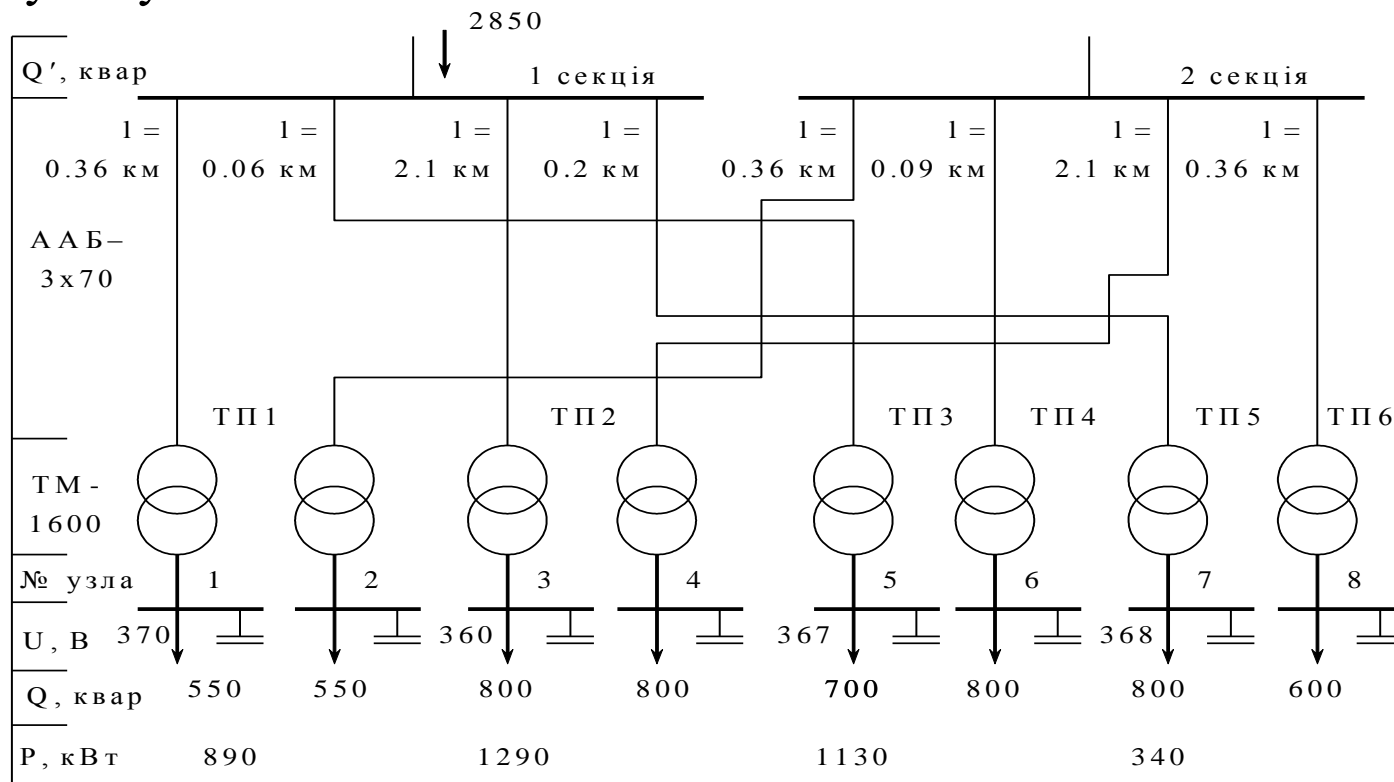 2850
Q′, квар
1 секція
2 секція
l = l = l = l = l = l = l = l =
0.36 км 0.06 км 2.1 км 0.2 км 0.36 км 0.09 км 2.1 км 0.36 км
ААБ–
3x70
ТП1 ТП2 ТП3 ТП4 ТП5 ТП6
ТМ-
1600
№ узла 1 2 3 4 5 6 7 8
U, В 370 360 367 368
Q, квар 550 550 800 800 700 800 800 600
P, кВт 890 1290 1130 340